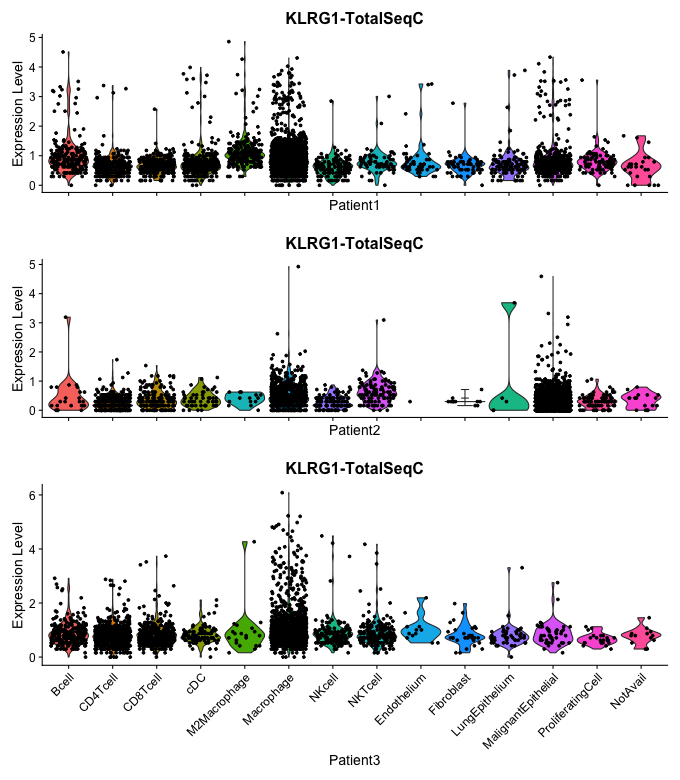 KLRG1-TotalSeqC
Expression Level
5
4
3
2
1
0
Patient1
KLRG1-TotalSeqC
Expression Level
5
4
3
2
1
0
Patient2
KLRG1-TotalSeqC
Expression Level
6
4
2
0
Bcell
CD4Tcell
CD8Tcell
cDC
M2Macrophage
Macrophage
NKcell
NKTcell
Endothelium
Fibroblast
LungEpithelium
MalignantEpithelial
ProliferatingCell
NotAvail
Patient3